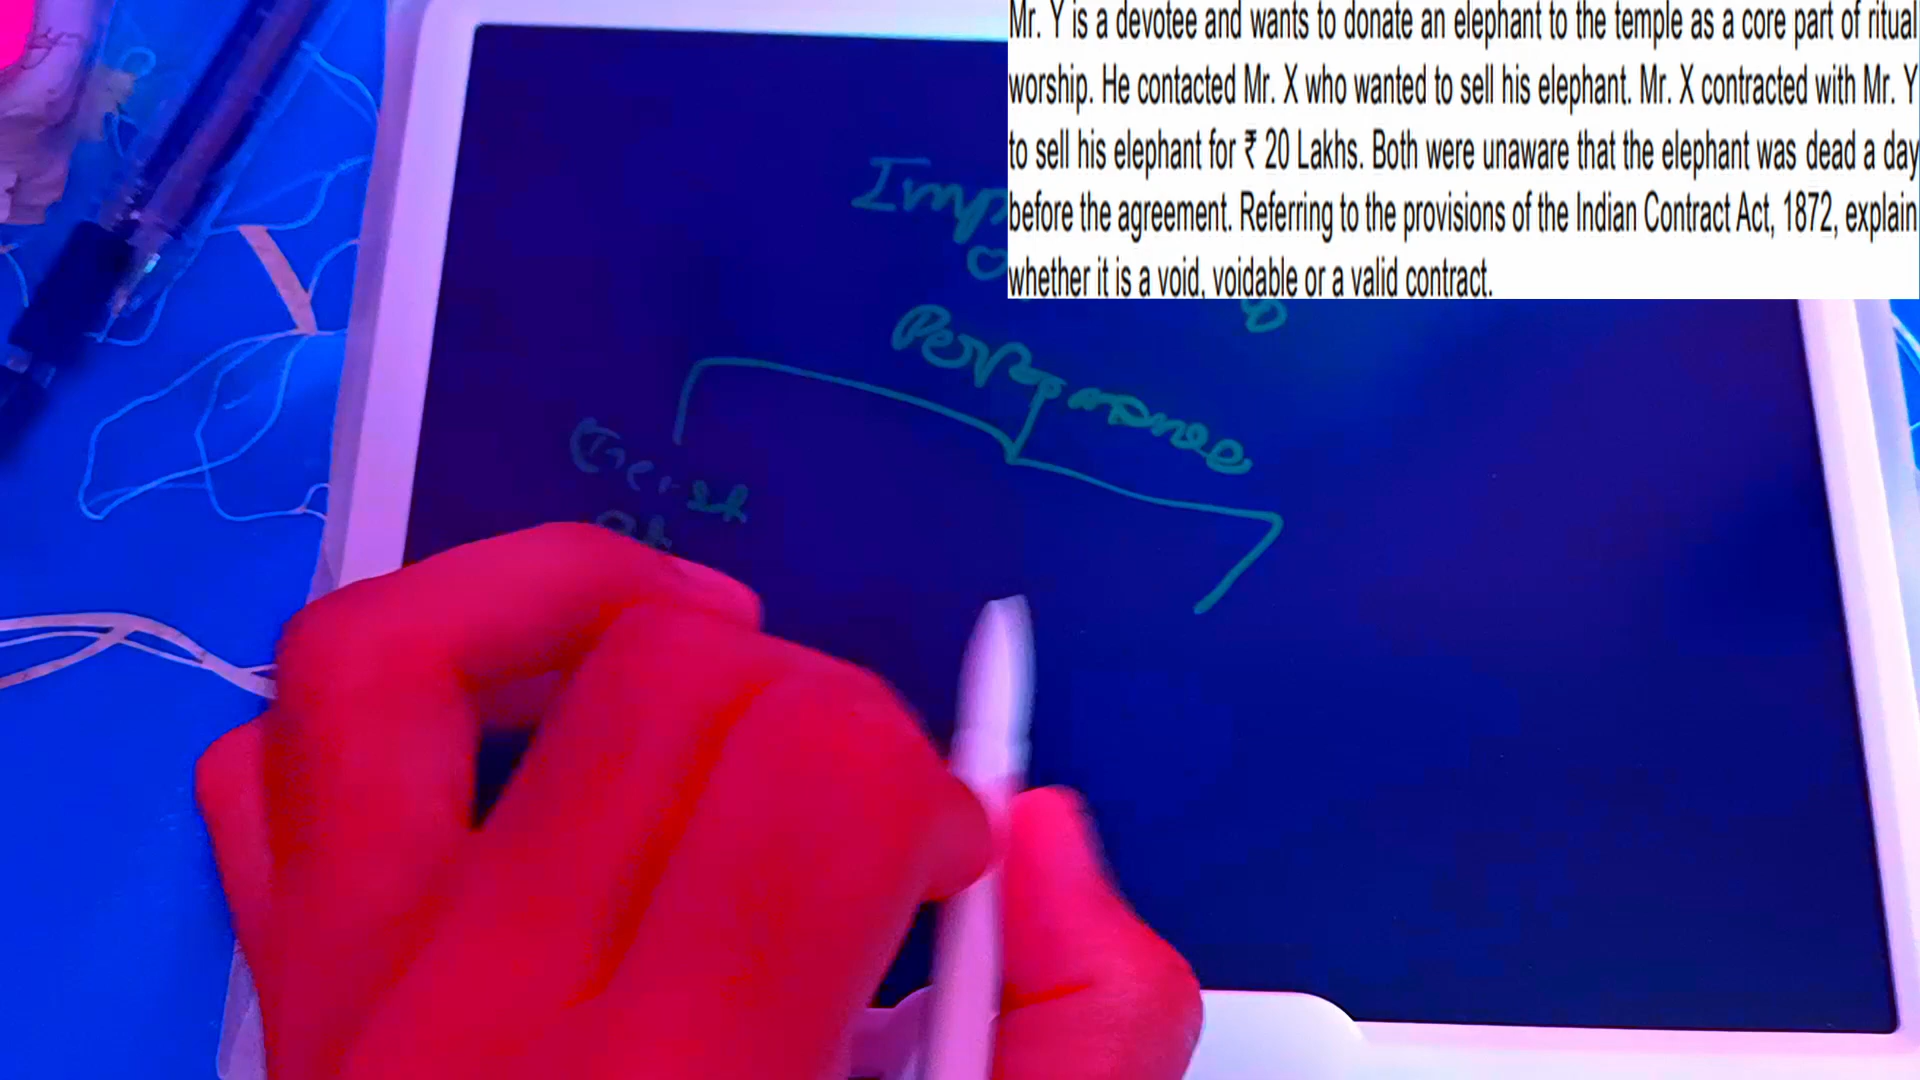 Mr. Y is a devotee and wants to donate an elephant to the temple as a core part of ritual
worship. He contacted Mr. X who wanted to sell his elephant. Mr. X contracted with Mr. Y
to sell his elephant for ₹ 20 Lakhs. Both were unaware that the elephant was dead a day
before the agreement. Referring to the provisions of the Indian Contract Act, 1872, explain
whether it is a void, voidable or a valid contract.
Imp
Performance